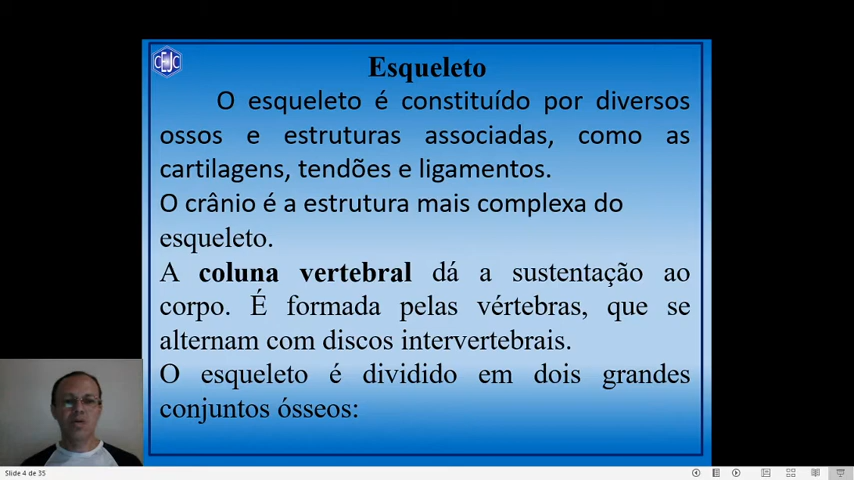 CEJC
Esqueleto
O esqueleto é constituído por diversos
ossos e estruturas associadas, como as
cartilagens, tendões e ligamentos.
O crânio é a estrutura mais complexa do
esqueleto.
A coluna vertebral dá a sustentação ao
corpo. É formada pelas vértebras, que se
alternam com discos intervertebrais.
O esqueleto é dividido em dois grandes
conjuntos ósseos:
Slide 4 de 35